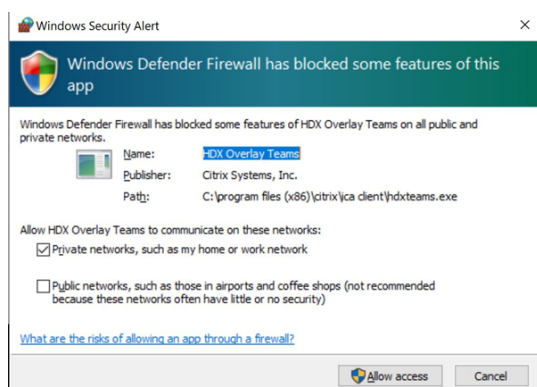 Windows Security Alert
Windows Defender Firewall has blocked some features of this
app
Windows Defender Firewall has blocked some features of HDX Overlay Teams on all public and
private networks.
Name: HDX Overlay Teams
Publisher: Citrix Systems, Inc.
Path: C:\program files (x86)\citrix\ica client\hdxteams.exe
Allow HDX Overlay Teams to communicate on these networks:
Private networks, such as my home or work network
Public networks, such as those in airports and coffee shops (not recommended
because these networks often have little or no security)
What are the risks of allowing an app through a firewall?
Allow access Cancel